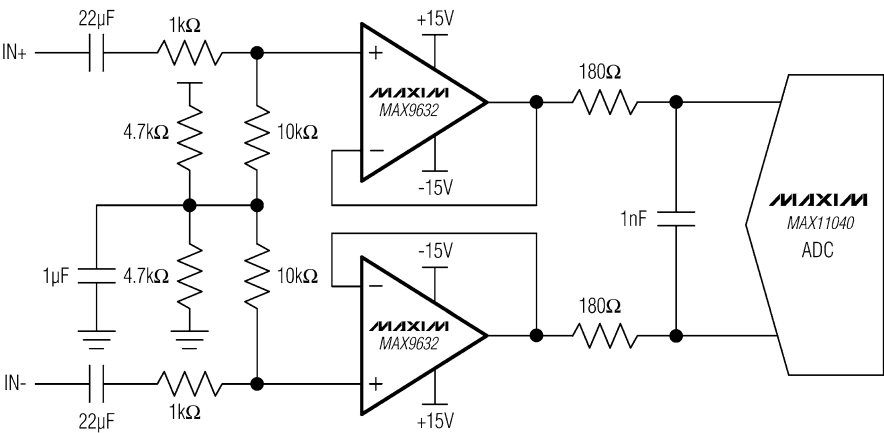 22µF
1kΩ
IN+
+
+15V
MAXIM
MAX9632
−
-15V
180Ω
4.7kΩ
10kΩ
1µF
4.7kΩ
10kΩ
1nF
MAXIM
MAX11040
ADC
-15V
−
MAXIM
MAX9632
+
+15V
180Ω
IN-
22µF
1kΩ